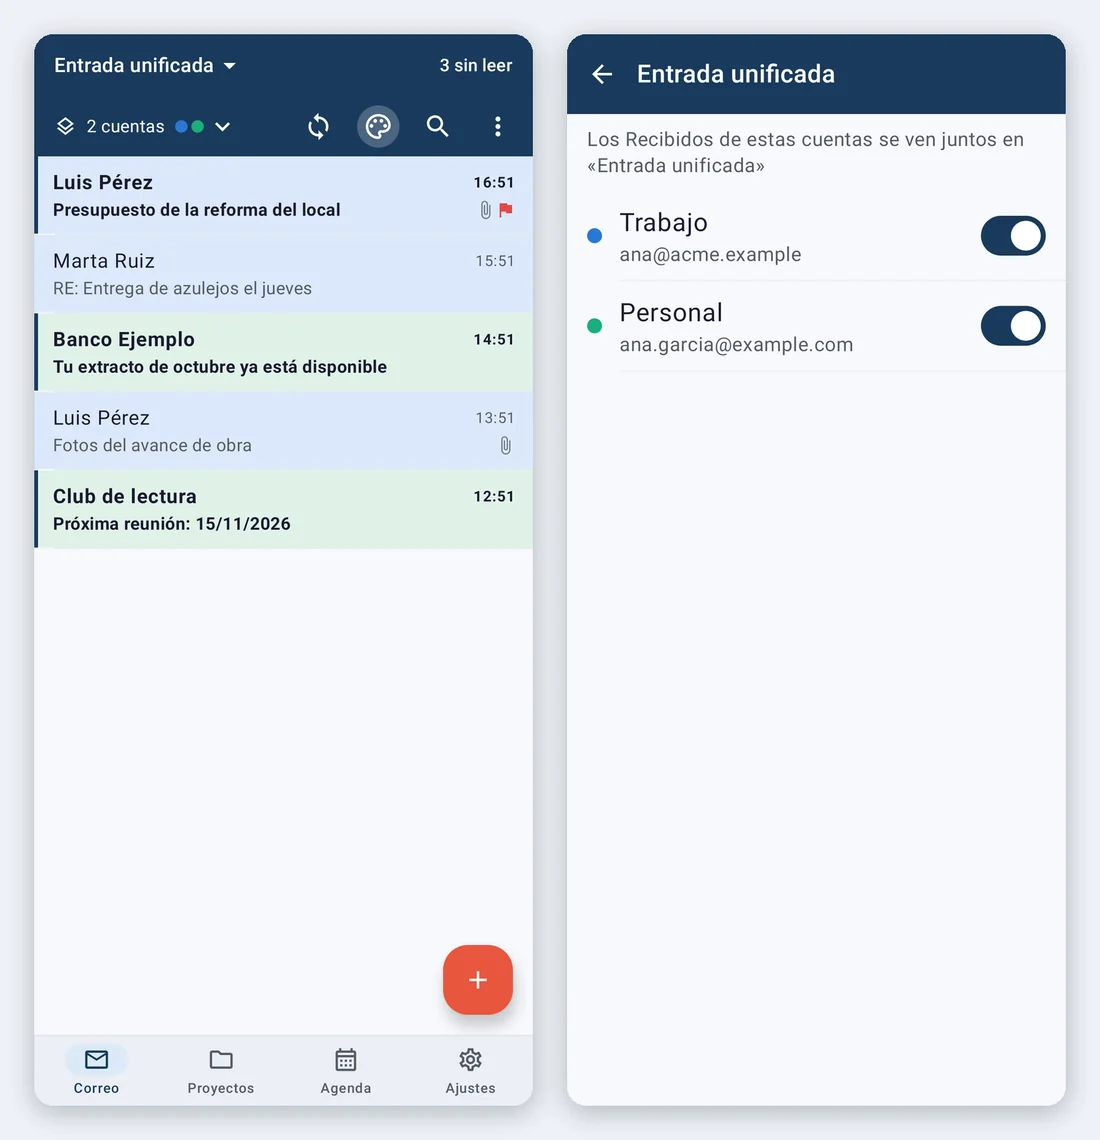 Entrada unificada
3 sin leer
2 cuentas
Luis Pérez
16:51
Presupuesto de la reforma del local
Marta Ruiz
15:51
RE: Entrega de azulejos el jueves
Banco Ejemplo
14:51
Tu extracto de octubre ya está disponible
Luis Pérez
13:51
Fotos del avance de obra
Club de lectura
12:51
Próxima reunión: 15/11/2026
Correo
Proyectos
Agenda
Ajustes
Entrada unificada
Los Recibidos de estas cuentas se ven juntos en
«Entrada unificada»
Trabajo
ana@acme.example
Personal
ana.garcia@example.com